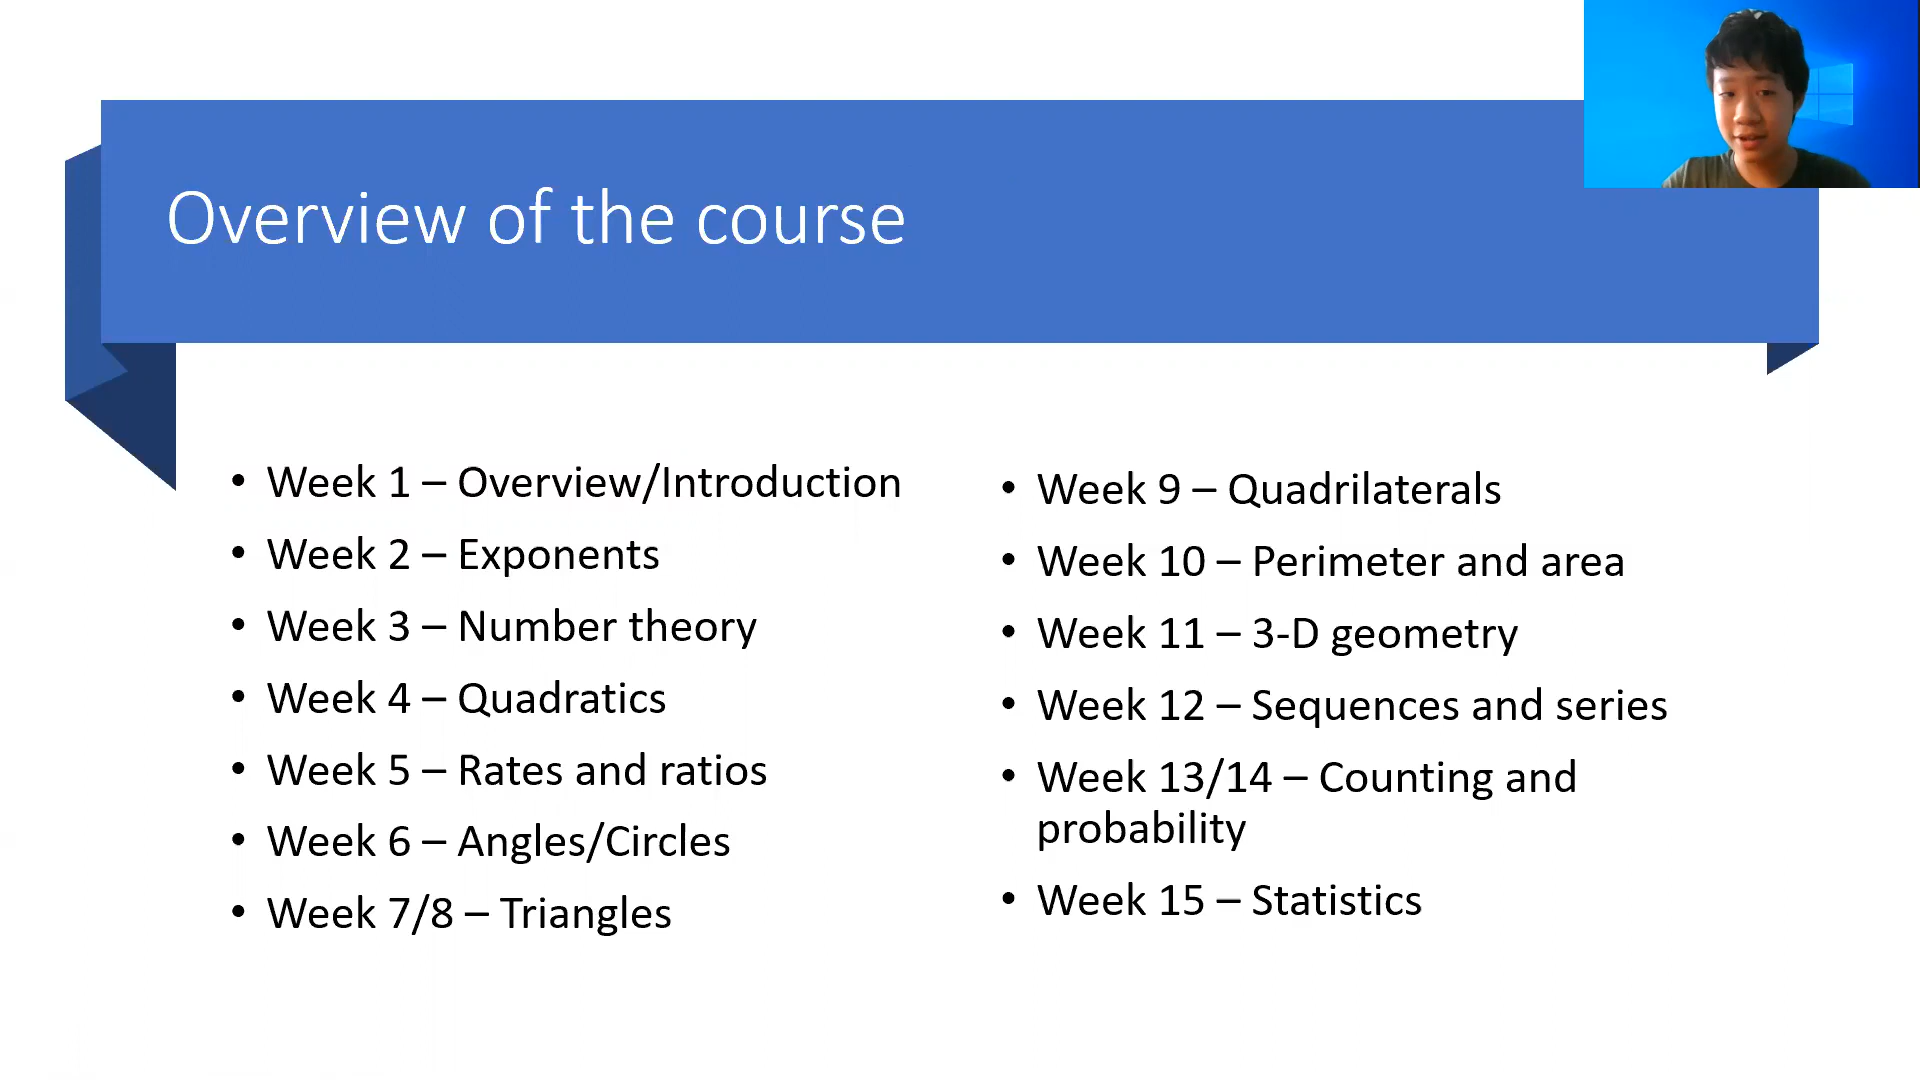 Overview of the course
• Week 1 – Overview/Introduction
• Week 2 – Exponents
• Week 3 – Number theory
• Week 4 – Quadratics
• Week 5 – Rates and ratios
• Week 6 – Angles/Circles
• Week 7/8 – Triangles
• Week 9 – Quadrilaterals
• Week 10 – Perimeter and area
• Week 11 – 3-D geometry
• Week 12 – Sequences and series
• Week 13/14 – Counting and
probability
• Week 15 – Statistics